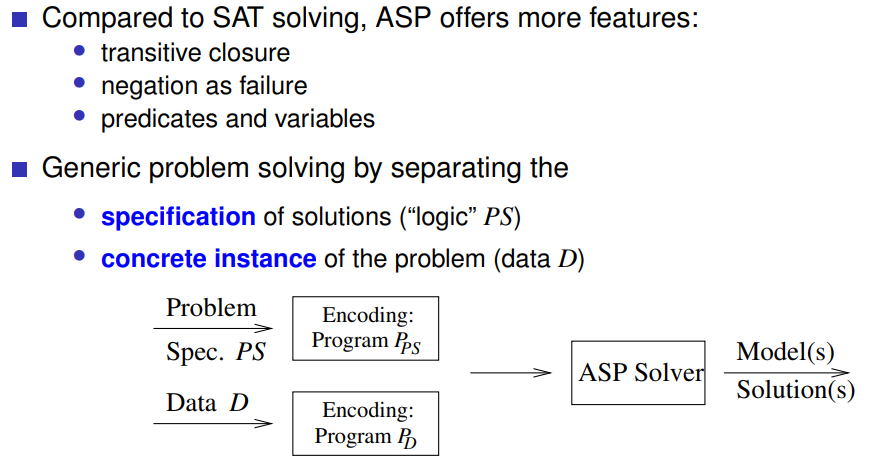 Compared to SAT solving, ASP offers more features:
transitive closure
negation as failure
predicates and variables
Generic problem solving by separating the
specification of solutions (“logic” PS)
concrete instance of the problem (data D)
Problem
Spec. PS
Encoding:
Program P_PS
Data D
Encoding:
Program P_D
ASP Solver
Model(s)
Solution(s)